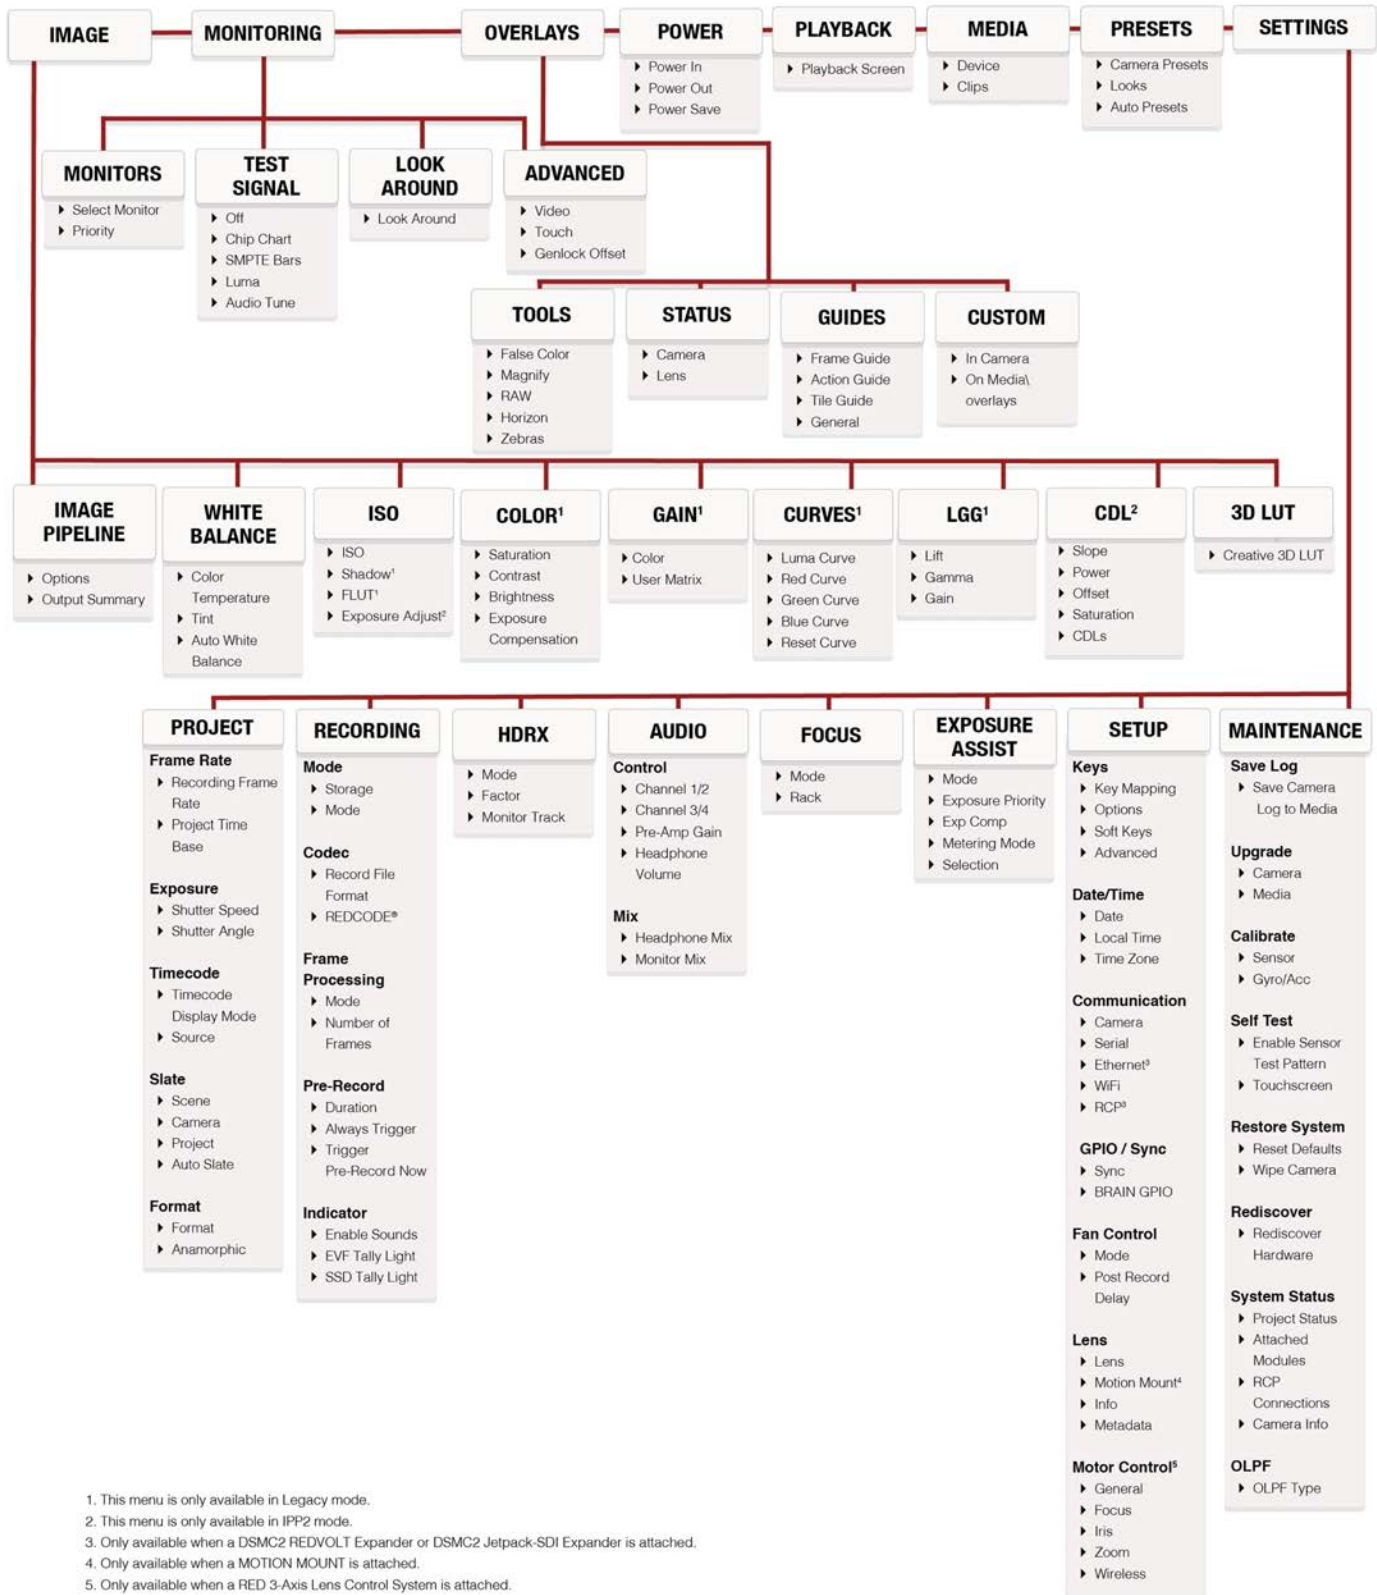 IMAGE
MONITORING
OVERLAYS
POWER
▸ Power In
▸ Power Out
▸ Power Save
PLAYBACK
▸ Playback Screen
MEDIA
▸ Device
▸ Clips
PRESETS
▸ Camera Presets
▸ Looks
▸ Auto Presets
SETTINGS
MONITORS
▸ Select Monitor
▸ Priority
TEST
SIGNAL
▸ Off
▸ Chip Chart
▸ SMPTE Bars
▸ Luma
▸ Audio Tune
LOOK
AROUND
▸ Look Around
ADVANCED
▸ Video
▸ Touch
▸ Genlock Offset
TOOLS
▸ False Color
▸ Magnify
▸ RAW
▸ Horizon
▸ Zebras
STATUS
▸ Camera
▸ Lens
GUIDES
▸ Frame Guide
▸ Action Guide
▸ Tile Guide
▸ General
CUSTOM
▸ In Camera
▸ On Media\
overlays
IMAGE
PIPELINE
▸ Options
▸ Output Summary
WHITE
BALANCE
▸ Color
Temperature
▸ Tint
▸ Auto White
Balance
ISO
▸ ISO
▸ Shadow¹
▸ FLUT¹
▸ Exposure Adjust²
COLOR¹
▸ Saturation
▸ Contrast
▸ Brightness
▸ Exposure
Compensation
GAIN¹
▸ Color
▸ User Matrix
CURVES¹
▸ Luma Curve
▸ Red Curve
▸ Green Curve
▸ Blue Curve
▸ Reset Curve
LGG¹
▸ Lift
▸ Gamma
▸ Gain
CDL²
▸ Slope
▸ Power
▸ Offset
▸ Saturation
▸ CDLs
3D LUT
▸ Creative 3D LUT
PROJECT
Frame Rate
▸ Recording Frame
Rate
▸ Project Time
Base
Exposure
▸ Shutter Speed
▸ Shutter Angle
Timecode
▸ Timecode
Display Mode
▸ Source
Slate
▸ Scene
▸ Camera
▸ Project
▸ Auto Slate
Format
▸ Format
▸ Anamorphic
RECORDING
Mode
▸ Storage
▸ Mode
Codec
▸ Record File
Format
▸ REDCODE®
Frame
Processing
▸ Mode
▸ Number of
Frames
Pre-Record
▸ Duration
▸ Always Trigger
▸ Trigger
Pre-Record Now
Indicator
▸ Enable Sounds
▸ EVF Tally Light
▸ SSD Tally Light
HDRX
▸ Mode
▸ Factor
▸ Monitor Track
AUDIO
Control
▸ Channel 1/2
▸ Channel 3/4
▸ Pre-Amp Gain
▸ Headphone
Volume
Mix
▸ Headphone Mix
▸ Monitor Mix
FOCUS
▸ Mode
▸ Rack
EXPOSURE
ASSIST
▸ Mode
▸ Exposure Priority
▸ Exp Comp
▸ Metering Mode
▸ Selection
SETUP
Keys
▸ Key Mapping
▸ Options
▸ Soft Keys
▸ Advanced
Date/Time
▸ Date
▸ Local Time
▸ Time Zone
Communication
▸ Camera
▸ Serial
▸ Ethernet³
▸ WiFi
▸ RCP³
GPIO / Sync
▸ Sync
▸ BRAIN GPIO
Fan Control
▸ Mode
▸ Post Record
Delay
Lens
▸ Lens
▸ Motion Mount⁴
▸ Info
▸ Metadata
Motor Control⁵
▸ General
▸ Focus
▸ Iris
▸ Zoom
▸ Wireless
MAINTENANCE
Save Log
▸ Save Camera
Log to Media
Upgrade
▸ Camera
▸ Media
Calibrate
▸ Sensor
▸ Gyro/Acc
Self Test
▸ Enable Sensor
Test Pattern
▸ Touchscreen
Restore System
▸ Reset Defaults
▸ Wipe Camera
Rediscover
▸ Rediscover
Hardware
System Status
▸ Project Status
▸ Attached
Modules
▸ RCP
Connections
▸ Camera Info
OLPF
▸ OLPF Type
1. This menu is only available in Legacy mode.
2. This menu is only available in IPP2 mode.
3. Only available when a DSMC2 REDVOLT Expander or DSMC2 Jetpack-SDI Expander is attached.
4. Only available when a MOTION MOUNT is attached.
5. Only available when a RED 3-Axis Lens Control System is attached.